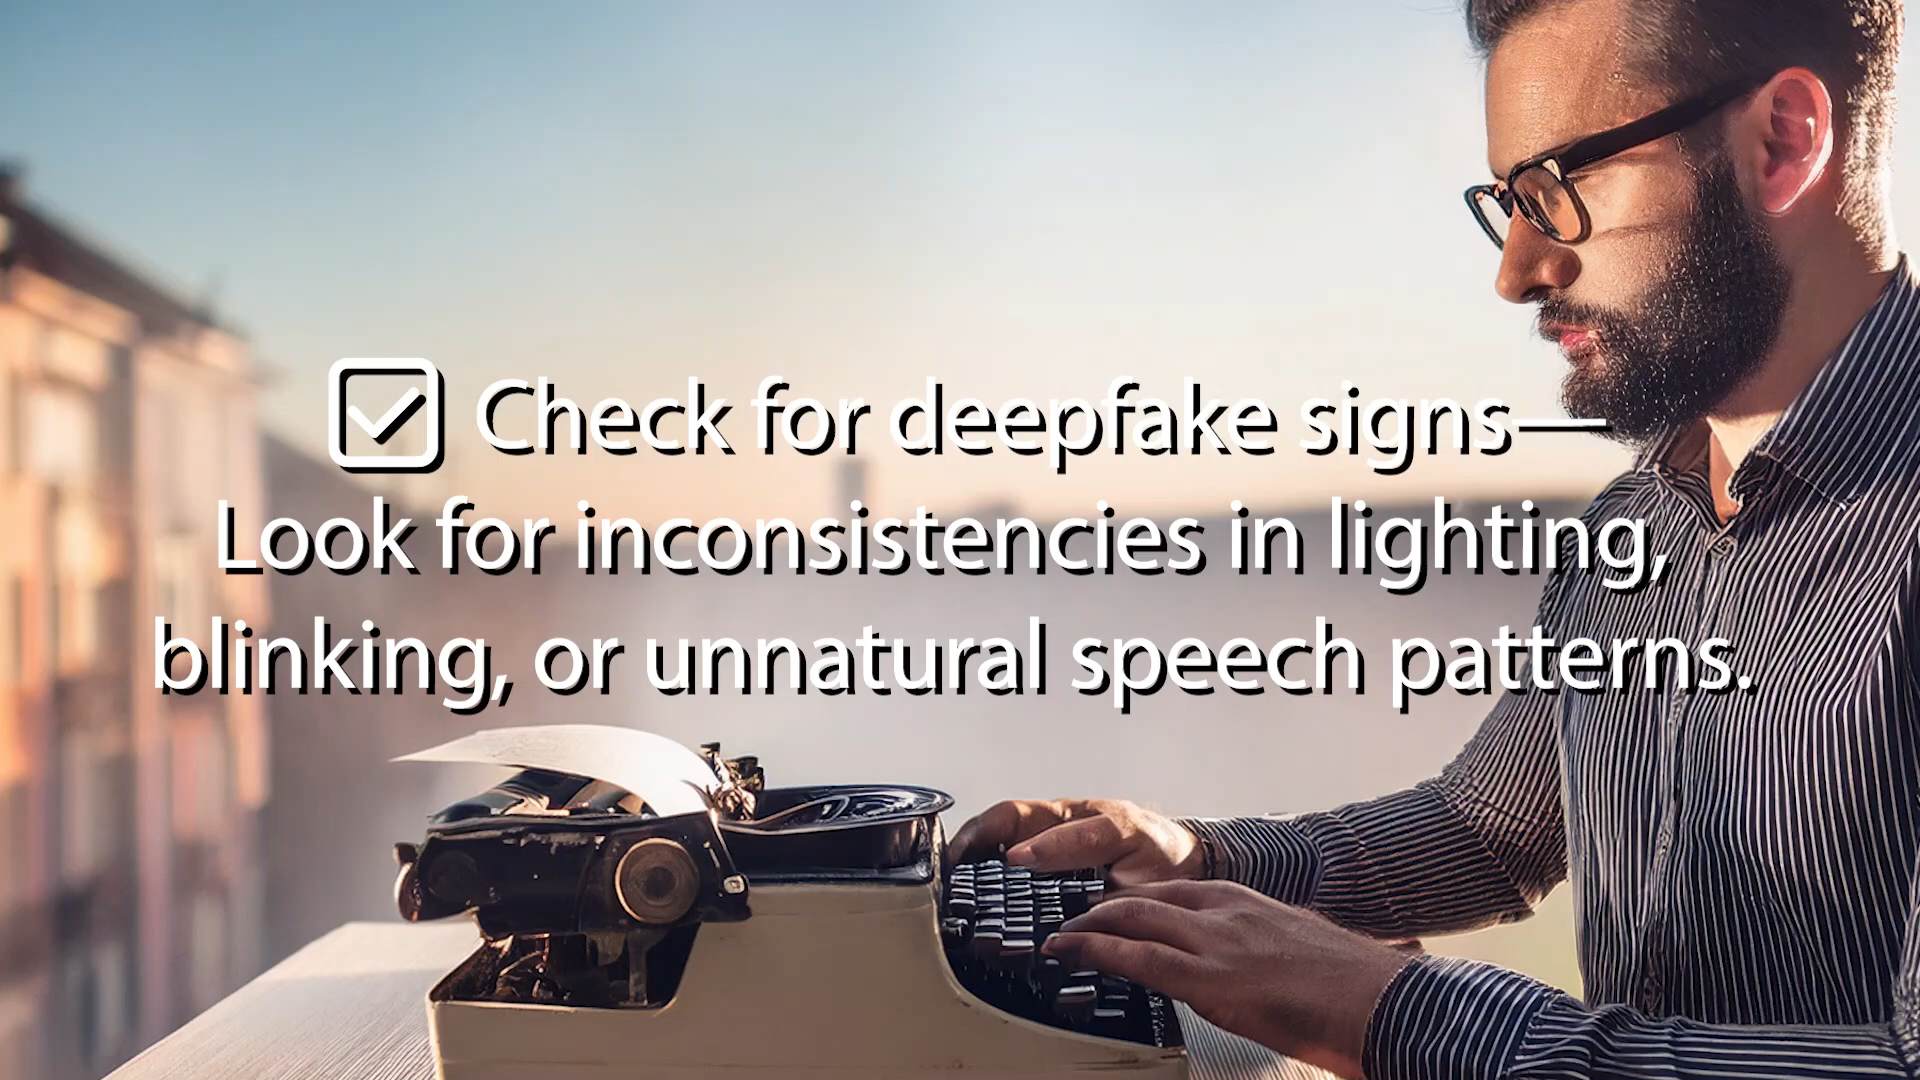 ☑ Check for deepfake signs—
Look for inconsistencies in lighting,
blinking, or unnatural speech patterns.